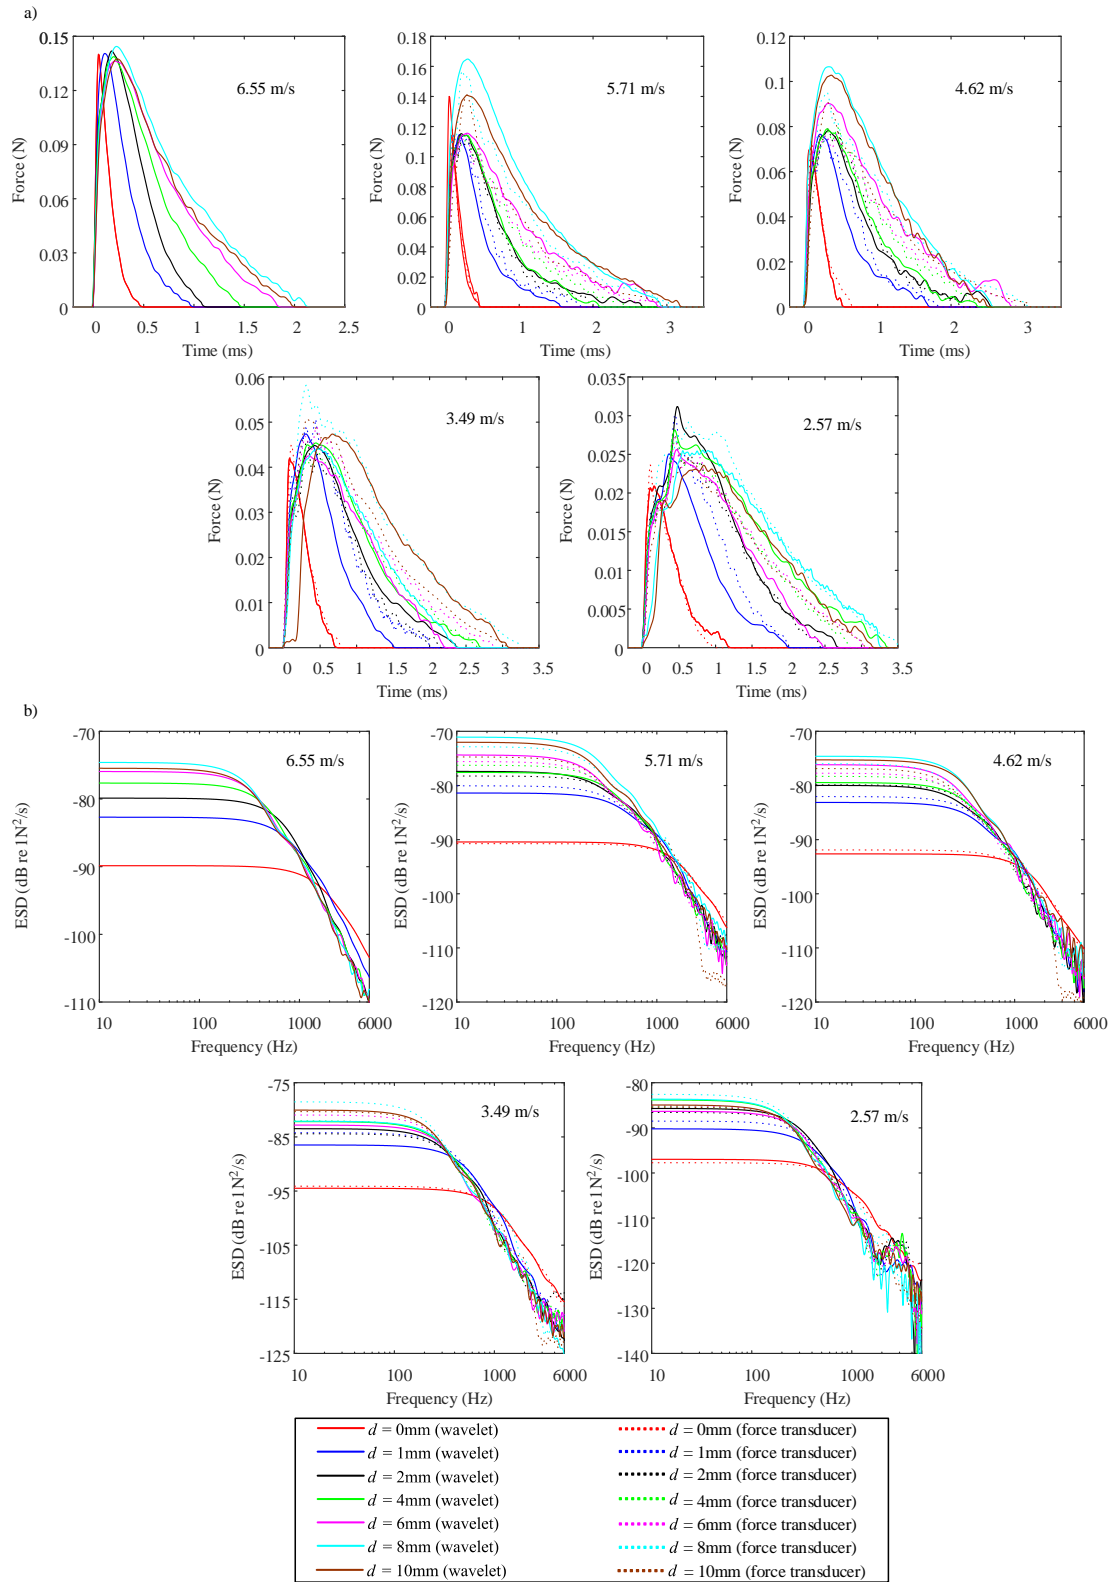 a)
0.15
0.12
0.09
0.06
0.03
0
Force (N)
6.55 m/s
0 0.5 1 1.5 2 2.5
Time (ms)
0.18
0.16
0.14
0.12
0.1
0.08
0.06
0.04
0.02
0
Force (N)
5.71 m/s
0 1 2 3
Time (ms)
0.12
0.1
0.08
0.06
0.04
0.02
0
Force (N)
4.62 m/s
0 1 2 3
Time (ms)
0.06
0.05
0.04
0.03
0.02
0.01
0
Force (N)
3.49 m/s
0 0.5 1 1.5 2 2.5 3 3.5
Time (ms)
0.035
0.03
0.025
0.02
0.015
0.01
0.005
0
Force (N)
2.57 m/s
0 0.5 1 1.5 2 2.5 3 3.5
Time (ms)
b)
-70
-80
-90
-100
-110
ESD (dB re 1N²/s)
6.55 m/s
10 100 1000 6000
Frequency (Hz)
-70
-80
-90
-100
-110
-120
ESD (dB re 1N²/s)
5.71 m/s
10 100 1000 6000
Frequency (Hz)
-70
-80
-90
-100
-110
-120
ESD (dB re 1N²/s)
4.62 m/s
10 100 1000 6000
Frequency (Hz)
-75
-85
-95
-105
-115
-125
ESD (dB re 1N²/s)
3.49 m/s
10 100 1000 6000
Frequency (Hz)
-80
-90
-100
-110
-120
-130
-140
ESD (dB re 1N²/s)
2.57 m/s
10 100 1000 6000
Frequency (Hz)
d = 0mm (wavelet) d = 0mm (force transducer)
d = 1mm (wavelet) d = 1mm (force transducer)
d = 2mm (wavelet) d = 2mm (force transducer)
d = 4mm (wavelet) d = 4mm (force transducer)
d = 6mm (wavelet) d = 6mm (force transducer)
d = 8mm (wavelet) d = 8mm (force transducer)
d = 10mm (wavelet) d = 10mm (force transducer)